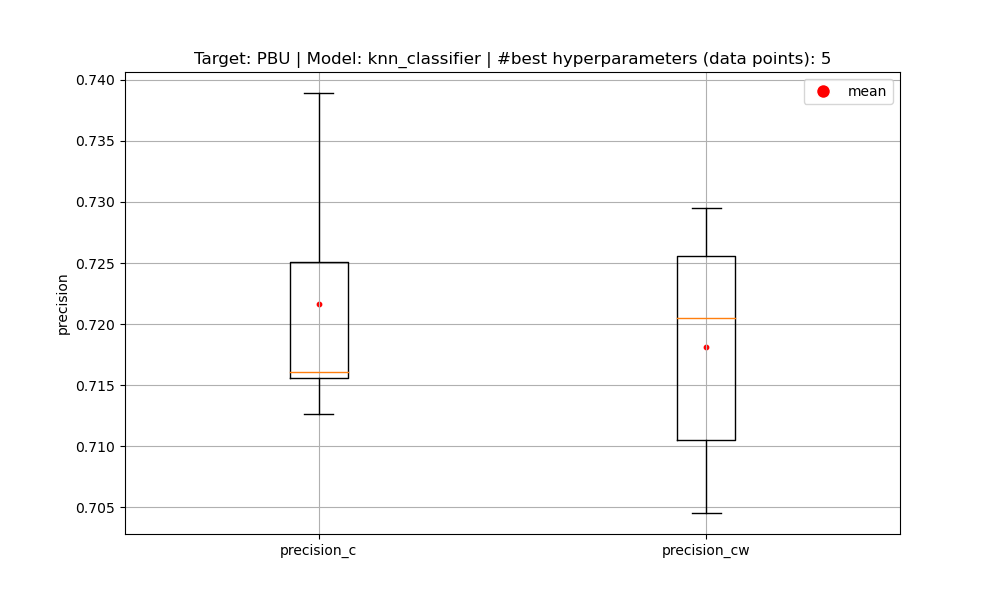 Target: PBU | Model: knn_classifier | #best hyperparameters (data points): 5
mean
0.740
0.735
0.730
0.725
0.720
0.715
0.710
0.705
precision
precision_c
precision_cw